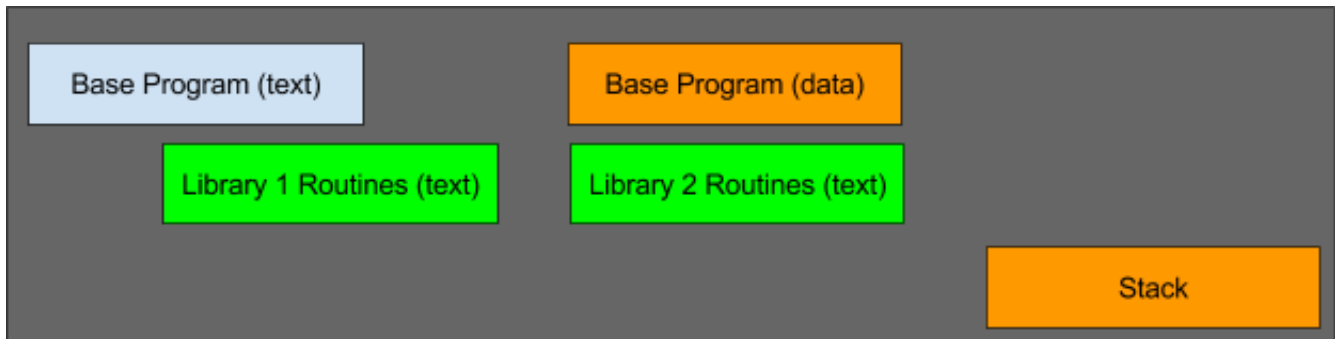 Base Program (text)
Base Program (data)
Library 1 Routines (text)
Library 2 Routines (text)
Stack